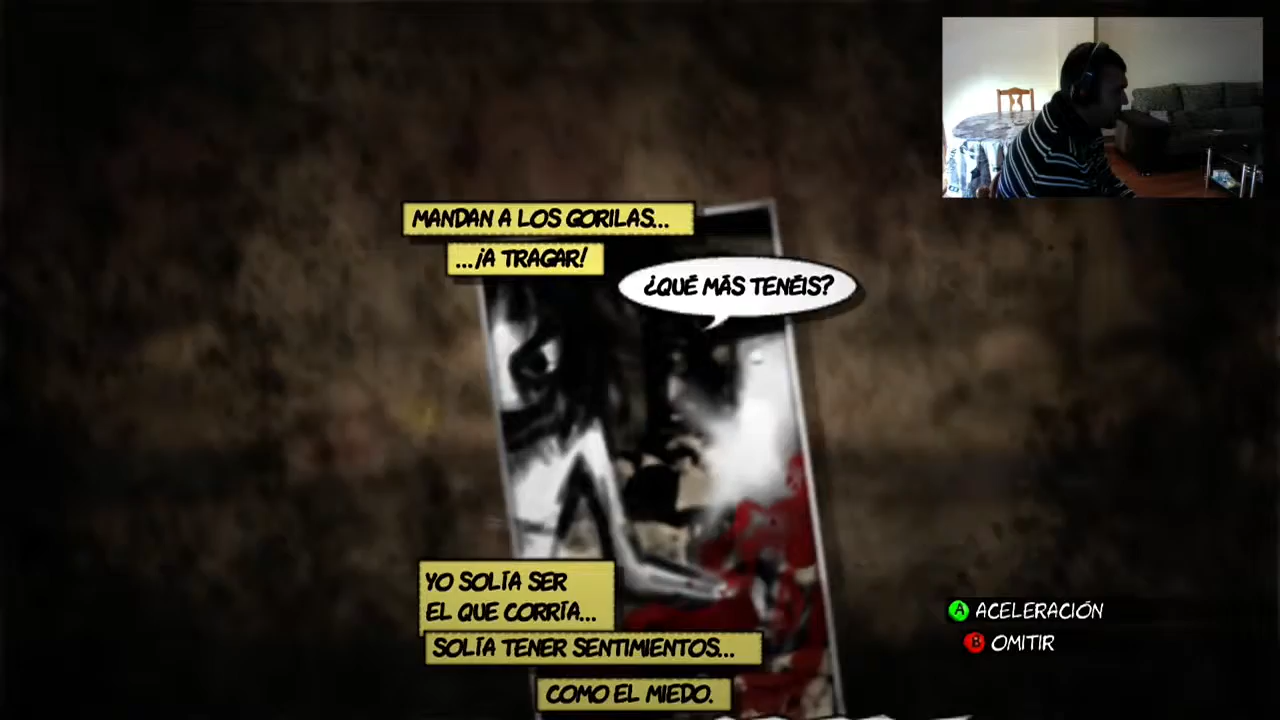 MANDAN A LOS GORILAS...
...¡A TRAGAR!
¿QUÉ MÁS TENÉIS?
YO SOLÍA SER
EL QUE CORRÍA...
SOLÍA TENER SENTIMIENTOS...
COMO EL MIEDO.
A ACELERACIÓN
B OMITIR